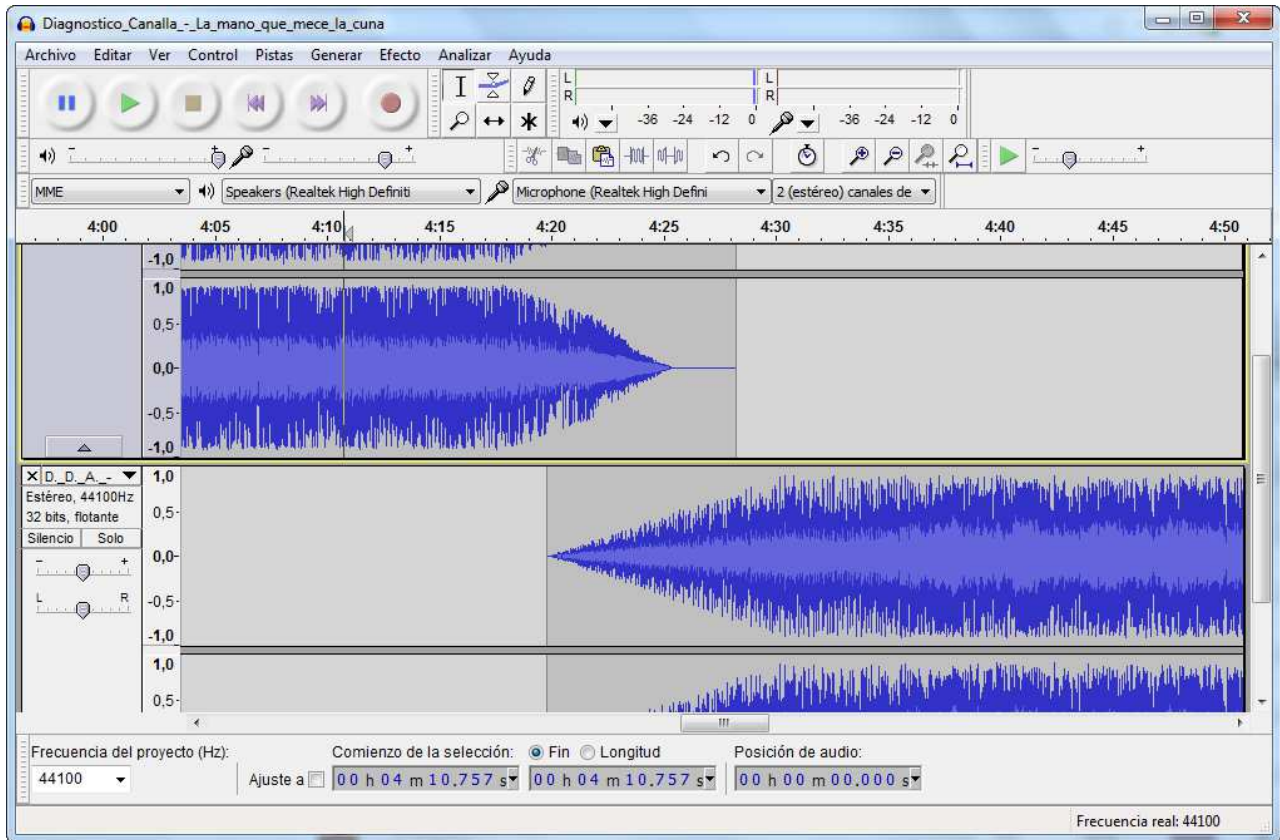 Diagnostico_Canalla_-_La_mano_que_mece_la_cuna
Archivo Editar Ver Control Pistas Generar Efecto Analizar Ayuda
L L
R R
-36 -24 -12 0 -36 -24 -12 0
- + - + - +
MME Speakers (Realtek High Definiti Microphone (Realtek High Defini 2 (estéreo) canales de
4:00 4:05 4:10 4:15 4:20 4:25 4:30 4:35 4:40 4:45 4:50
-1,0
1,0
0,5-
0,0-
-0,5-
-1,0
X D._D._A._- 1,0
Estéreo, 44100Hz
32 bits, flotante 0,5-
Silencio Solo
- + 0,0-
L R -0,5-
-1,0
1,0
0,5-
Frecuencia del proyecto (Hz): Comienzo de la selección: Fin Longitud Posición de audio:
44100 Ajuste a 00 h 04 m 10.757 s 00 h 04 m 10.757 s 00 h 00 m 00.000 s
Frecuencia real: 44100